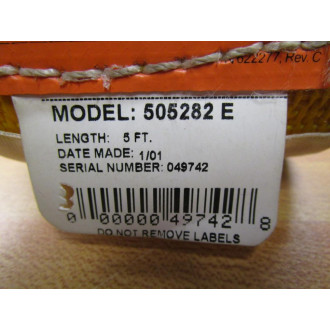 622277, Rev. C
MODEL: 505282 E
LENGTH: 5 FT.
DATE MADE: 1/01
SERIAL NUMBER: 049742
0 00000 49742 8
DO NOT REMOVE LABELS